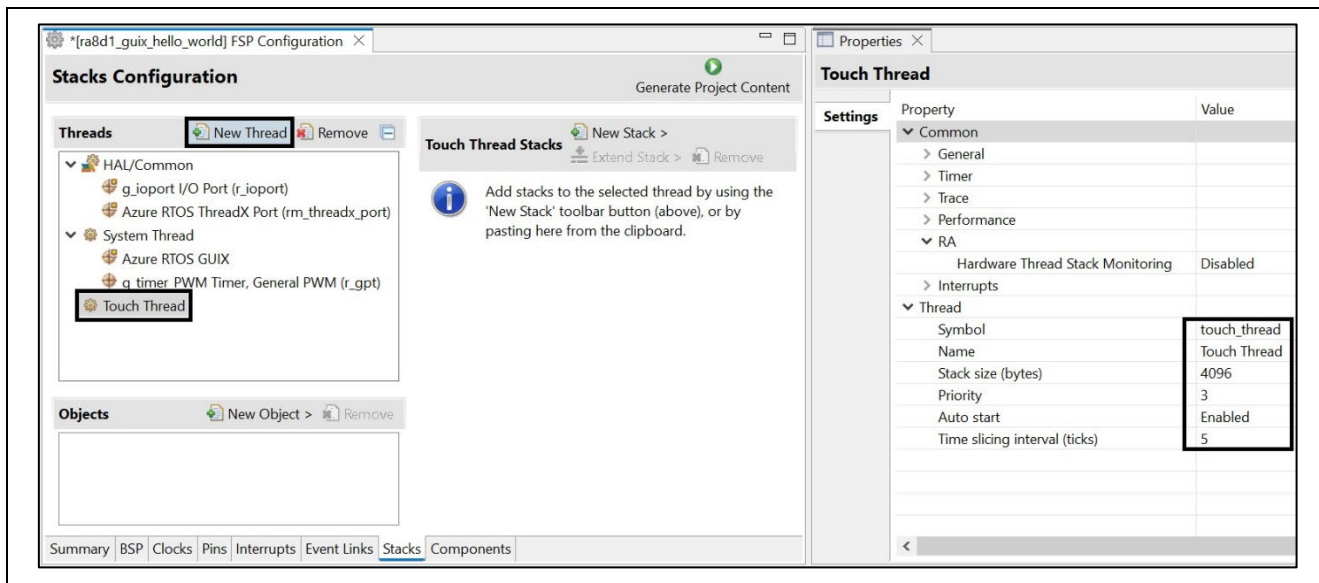 *[ra8d1_guix_hello_world] FSP Configuration
Stacks Configuration
Generate Project Content
Threads
New Thread
Remove
HAL/Common
g_ioport I/O Port (r_ioport)
Azure RTOS ThreadX Port (rm_threadx_port)
System Thread
Azure RTOS GUIX
g_timer PWM Timer, General PWM (r_gpt)
Touch Thread
Objects
New Object >
Remove
Touch Thread Stacks
New Stack >
Extend Stack >
Remove
Add stacks to the selected thread by using the
'New Stack' toolbar button (above), or by
pasting here from the clipboard.
Summary BSP Clocks Pins Interrupts Event Links Stacks Components
Properties
Touch Thread
Settings
Property Value
Common
General
Timer
Trace
Performance
RA
Hardware Thread Stack Monitoring Disabled
Interrupts
Thread
Symbol touch_thread
Name Touch Thread
Stack size (bytes) 4096
Priority 3
Auto start Enabled
Time slicing interval (ticks) 5